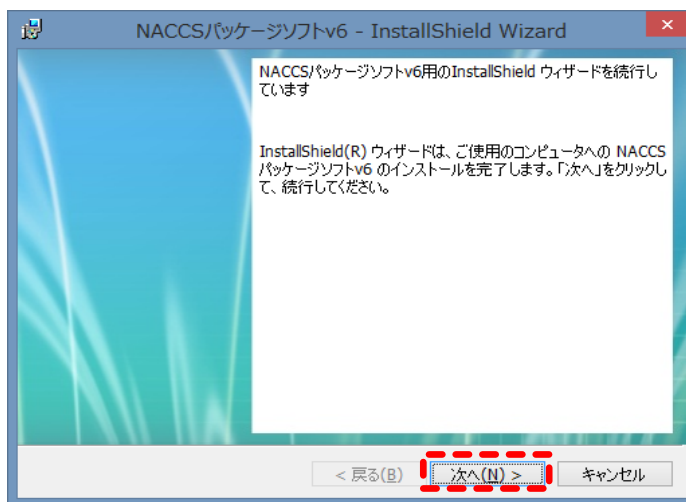 NACCSパッケージソフトv6 - InstallShield Wizard
NACCSパッケージソフトv6用のInstallShield ウィザードを続行し
ています
InstallShield(R) ウィザードは、ご使用のコンピュータへの NACCS
パッケージソフトv6 のインストールを完了します。「次へ」をクリックし
て、続行してください。
< 戻る(B) 次へ(N) > キャンセル